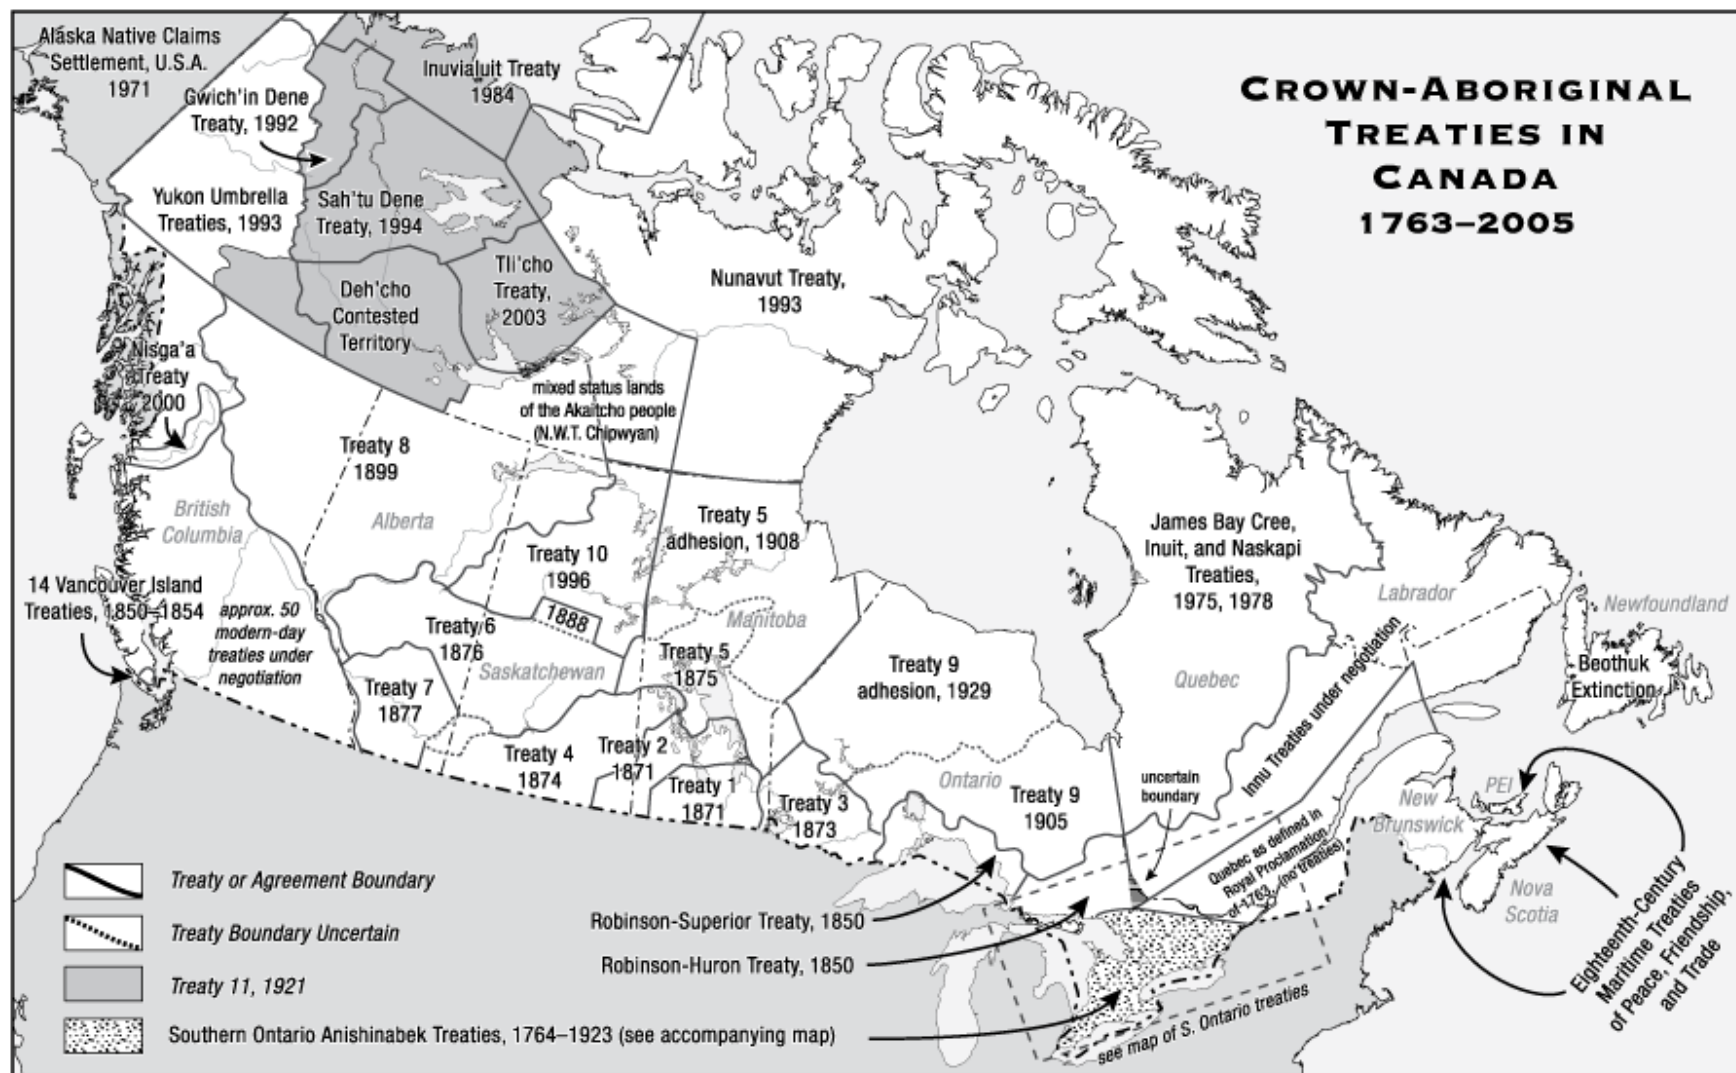 CROWN-ABORIGINAL
TREATIES IN
CANADA
1763–2005
Alaska Native Claims
Settlement, U.S.A.
1971
Gwich'in Dene
Treaty, 1992
Inuvialuit Treaty
1984
Yukon Umbrella
Treaties, 1993
Sah'tu Dene
Treaty, 1994
Deh'cho
Contested
Territory
Tli'cho
Treaty,
2003
Nunavut Treaty,
1993
Nisga'a
Treaty
2000
mixed status lands
of the Akaitcho people
(N.W.T. Chipwyan)
Treaty 8
1899
British
Columbia
Alberta
Treaty 5
adhesion, 1908
Treaty 10
1996
1888
14 Vancouver Island
Treaties, 1850–1854
approx. 50
modern-day
treaties under
negotiation
Treaty 6
1876
Saskatchewan
Manitoba
Treaty 5
1875
Treaty 7
1877
Treaty 4
1874
Treaty 2
1871
Treaty 1
1871
Treaty 3
1873
Treaty 9
adhesion, 1929
Ontario
Treaty 9
1905
James Bay Cree,
Inuit, and Naskapi
Treaties,
1975, 1978
Quebec
Labrador
Newfoundland
Beothuk
Extinction
Innu Treaties under negotiation
uncertain
boundary
Quebec as defined in
Royal Proclamation
of 1763 (no treaties)
PEI
New
Brunswick
Nova
Scotia
Eighteenth-Century
Maritime Treaties
of Peace, Friendship,
and Trade
Robinson-Superior Treaty, 1850
Robinson-Huron Treaty, 1850
see map of S. Ontario treaties
Treaty or Agreement Boundary
Treaty Boundary Uncertain
Treaty 11, 1921
Southern Ontario Anishinabek Treaties, 1764–1923 (see accompanying map)